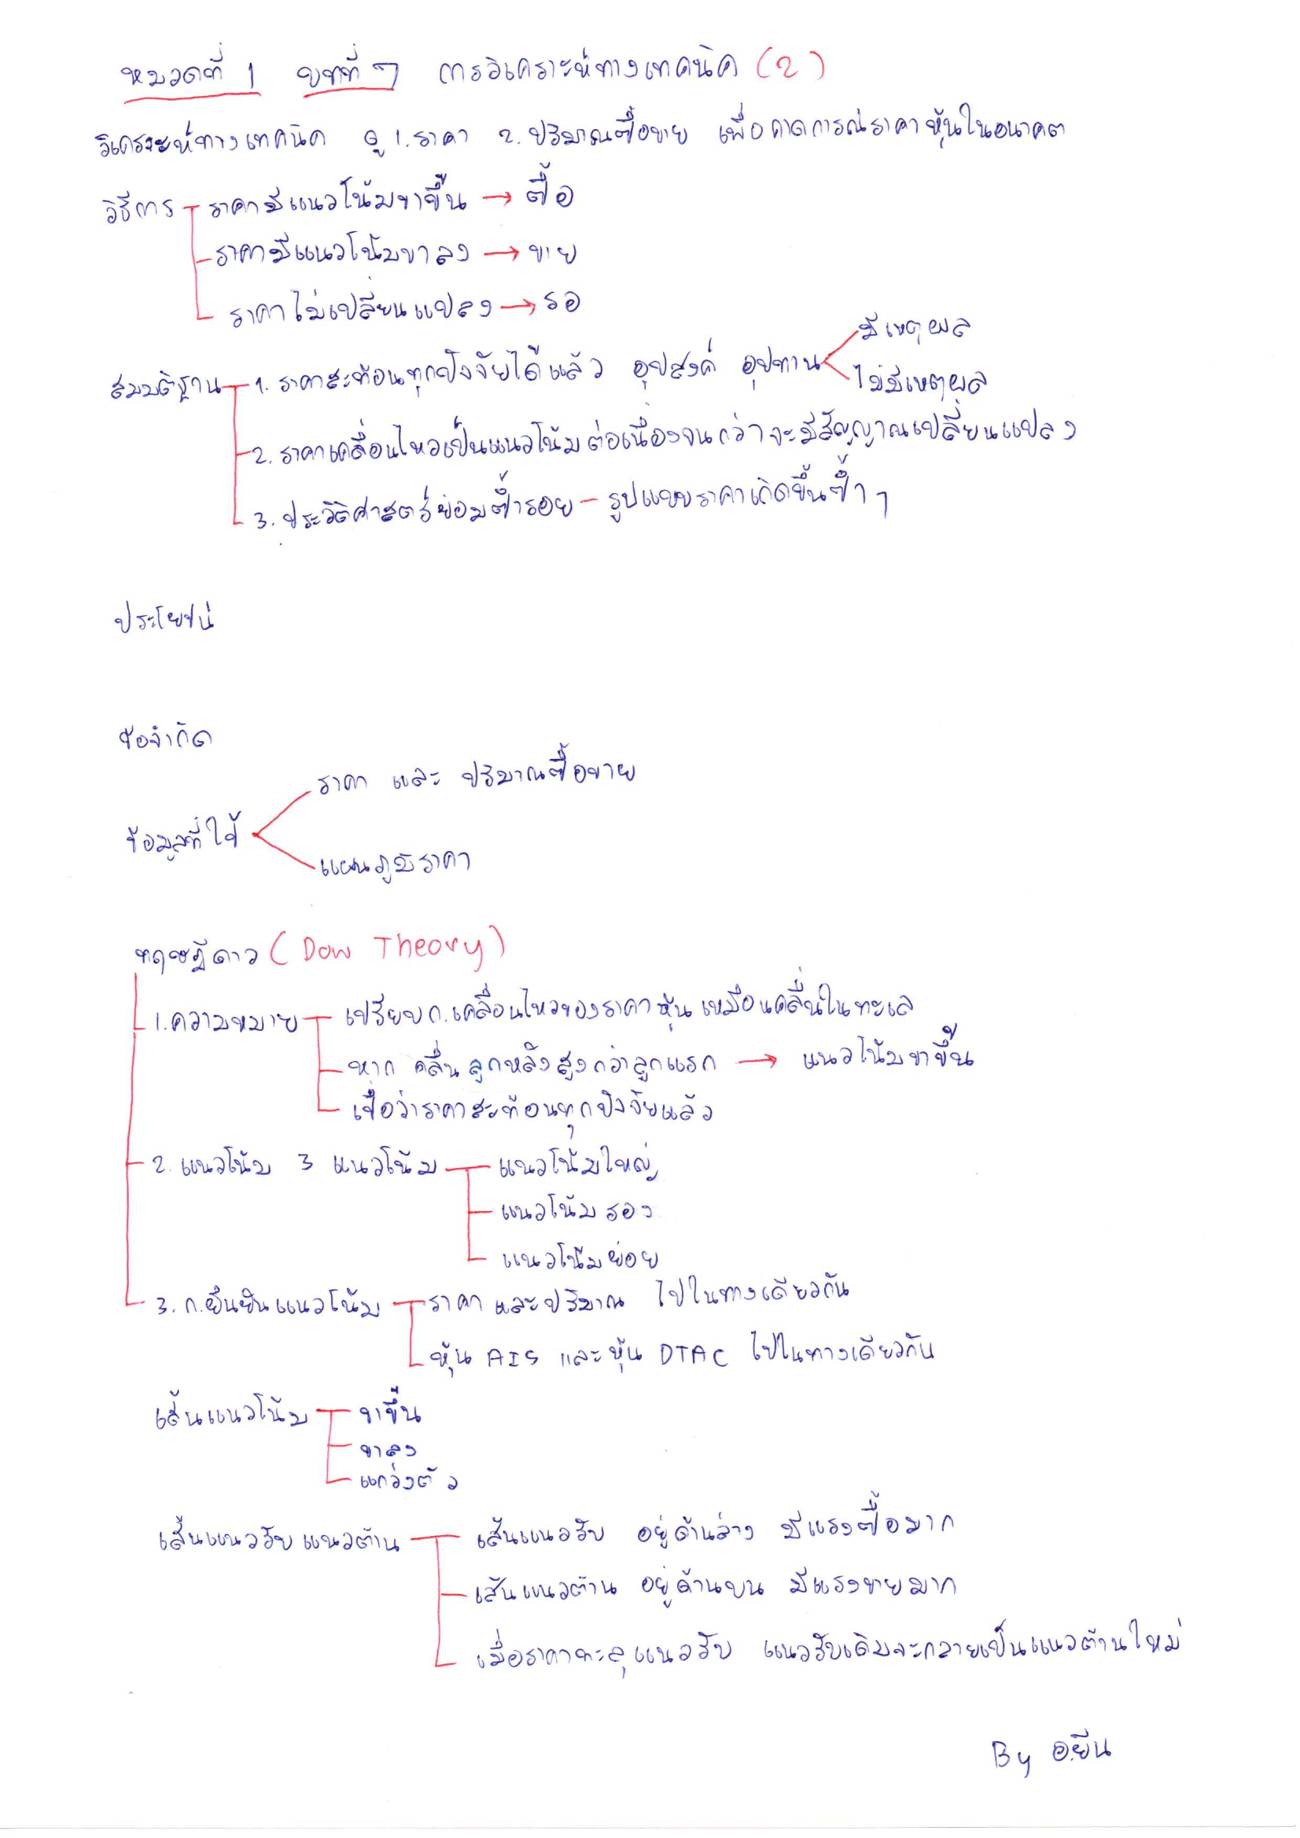 หมวดที่ 1 บทที่ 7 การวิเคราะห์ทางเทคนิค (2)
วิเคราะห์ทางเทคนิค ดู 1. ราคา 2. ปริมาณซื้อขาย เพื่อคาดการณ์ราคาหุ้นในอนาคต
วิธีการ ราคามีแนวโน้มขาขึ้น → ซื้อ
ราคามีแนวโน้มขาลง → ขาย
ราคาไม่เปลี่ยนแปลง → รอ
มีเหตุผล
สมมติฐาน 1. ราคาสะท้อนทุกปัจจัยไว้แล้ว อุปสงค์ อุปทาน
ไม่มีเหตุผล
2. ราคาเคลื่อนไหวเป็นแนวโน้มต่อเนื่องจนกว่าจะมีสัญญาณเปลี่ยนแปลง
3. ประวัติศาสตร์ย่อมซ้ำรอย - รูปแบบราคาเกิดขึ้นซ้ำๆ
ประโยชน์
ข้อจำกัด
ราคา และ ปริมาณซื้อขาย
ข้อมูลที่ใช้
แผนภูมิราคา
ทฤษฎีดาว (Dow Theory)
1. ความหมาย เปรียบ ก.เคลื่อนไหวของราคาหุ้นเหมือนคลื่นในทะเล
หาก คลื่นลูกหลังสูงกว่าลูกแรก → แนวโน้มขาขึ้น
เชื่อว่าราคาสะท้อนทุกปัจจัยแล้ว
2. แนวโน้ม 3 แนวโน้ม แนวโน้มใหญ่
แนวโน้มรอง
แนวโน้มย่อย
3. ก.ยืนยันแนวโน้ม ราคาและปริมาณ ไปในทางเดียวกัน
หุ้น AIS และหุ้น DTAC ไปในทางเดียวกัน
เส้นแนวโน้ม ขาขึ้น
ขาลง
แกว่งตัว
เส้นแนวรับแนวต้าน เส้นแนวรับ อยู่ด้านล่าง มีแรงซื้อมาก
เส้นแนวต้าน อยู่ด้านบน มีแรงขายมาก
เมื่อราคาทะลุแนวรับ แนวรับเดิมจะกลายเป็นแนวต้านใหม่
By อ.ยีน